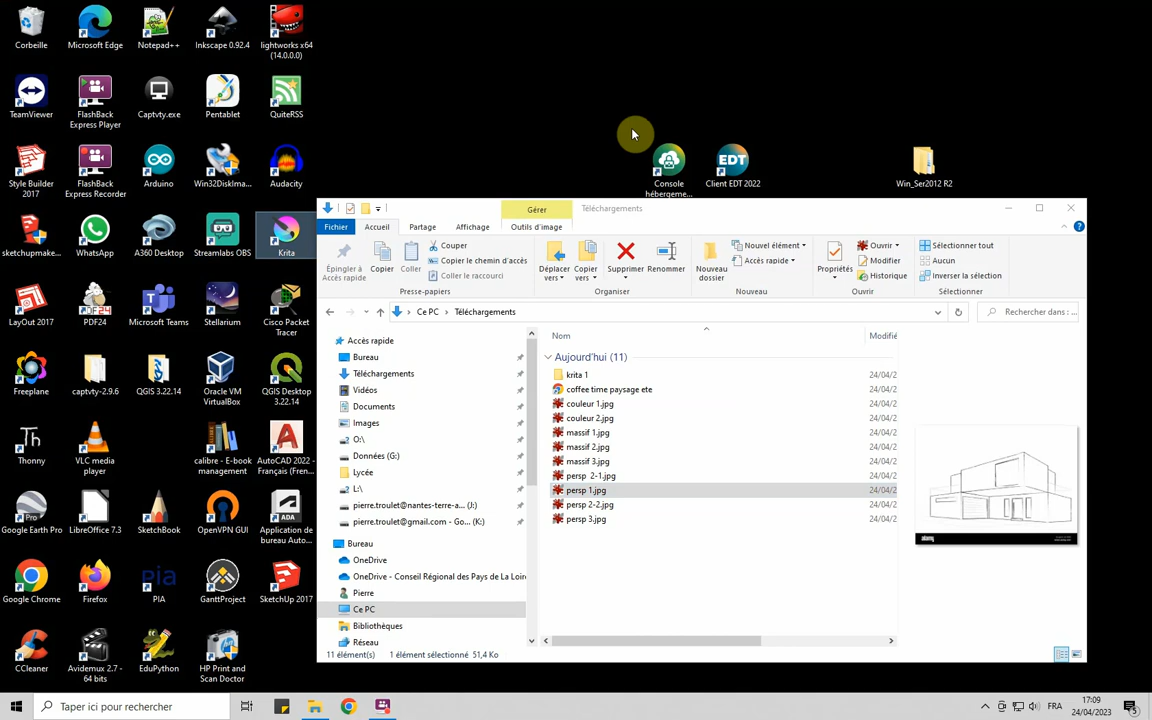 Corbeille
Microsoft Edge
Notepad++
Inkscape 0.92.4
lightworks x64
(14.0.0.0)
TeamViewer
FlashBack
Express Player
Captvty.exe
Pentablet
QuiteRSS
Style Builder
2017
FlashBack
Express Recorder
Arduino
Win32DiskIma...
Audacity
Console
hébergeme...
Client EDT 2022
Win_Ser2012 R2
sketchupmake...
WhatsApp
A360 Desktop
Streamlabs OBS
Krita
LayOut 2017
PDF24
Microsoft Teams
Stellarium
Cisco Packet
Tracer
Freeplane
captvty-2.9.6
QGIS 3.22.14
Oracle VM
VirtualBox
QGIS Desktop
3.22.14
Thonny
VLC media
player
calibre - E-book
management
AutoCAD 2022 -
Français (Fren...
Google Earth Pro
LibreOffice 7.3
SketchBook
OpenVPN GUI
Application de
bureau Auto...
Google Chrome
Firefox
PIA
GanttProject
SketchUp 2017
CCleaner
Avidemux 2.7 -
64 bits
EduPython
HP Print and
Scan Doctor
Gérer
Téléchargements
Fichier
Accueil
Partage
Affichage
Outils d'image
Épingler à
Accès rapide
Copier
Coller
Couper
Copier le chemin d'accès
Coller le raccourci
Presse-papiers
Déplacer
vers
Copier
vers
Supprimer
Renommer
Organiser
Nouveau
dossier
Nouvel élément
Accès rapide
Nouveau
Propriétés
Ouvrir
Modifier
Historique
Ouvrir
Sélectionner tout
Aucun
Inverser la sélection
Sélectionner
Ce PC
Téléchargements
Rechercher dans : ...
Accès rapide
Bureau
Téléchargements
Vidéos
Documents
Images
O:\
Données (G:)
Lycée
L:\
pierre.troulet@nantes-terre-a... (J:)
pierre.troulet@gmail.com - Go... (K:)
Bureau
OneDrive
OneDrive - Conseil Régional des Pays de La Loire
Pierre
Ce PC
Bibliothèques
Réseau
Nom
Modifié
Aujourd'hui (11)
krita 1
24/04/2
coffee time paysage ete
24/04/2
couleur 1.jpg
24/04/2
couleur 2.jpg
24/04/2
massif 1.jpg
24/04/2
massif 2.jpg
24/04/2
massif 3.jpg
24/04/2
persp 2-1.jpg
24/04/2
persp 1.jpg
24/04/2
persp 2-2.jpg
24/04/2
persp 3.jpg
24/04/2
alamy
11 élément(s)
1 élément sélectionné 51,4 Ko
Taper ici pour rechercher
FRA
17:09
24/04/2023
5